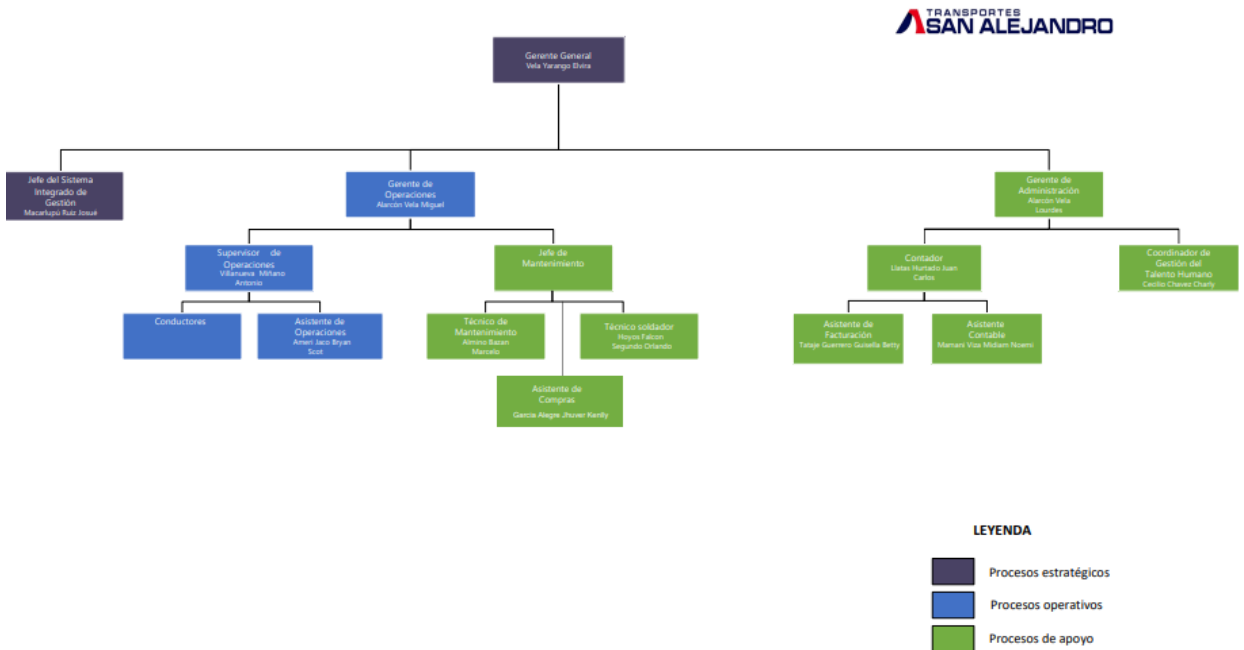 TRANSPORTES
SAN ALEJANDRO
Gerente General
Vela Yarango Elvira
Jefe del Sistema
Integrado de
Gestión
Macarlupú Ruiz Josué
Gerente de
Operaciones
Alarcón Vela Miguel
Gerente de
Administración
Alarcón Vela
Lourdes
Supervisor de
Operaciones
Villanueva Miñano
Antonio
Jefe de
Mantenimiento
Contador
Llatas Hurtado Juan
Carlos
Coordinador de
Gestión del
Talento Humano
Cecilio Chavez Charly
Conductores
Asistente de
Operaciones
Ameri Jaco Bryan
Scot
Técnico de
Mantenimiento
Almino Bazan
Marcelo
Técnico soldador
Hoyos Falcon
Segundo Orlando
Asistente de
Facturación
Tataje Guerrero Guisella Betty
Asistente
Contable
Mamani Viza Midiam Noemi
Asistente de
Compras
García Alegre Jhover Kenlly
LEYENDA
Procesos estratégicos
Procesos operativos
Procesos de apoyo